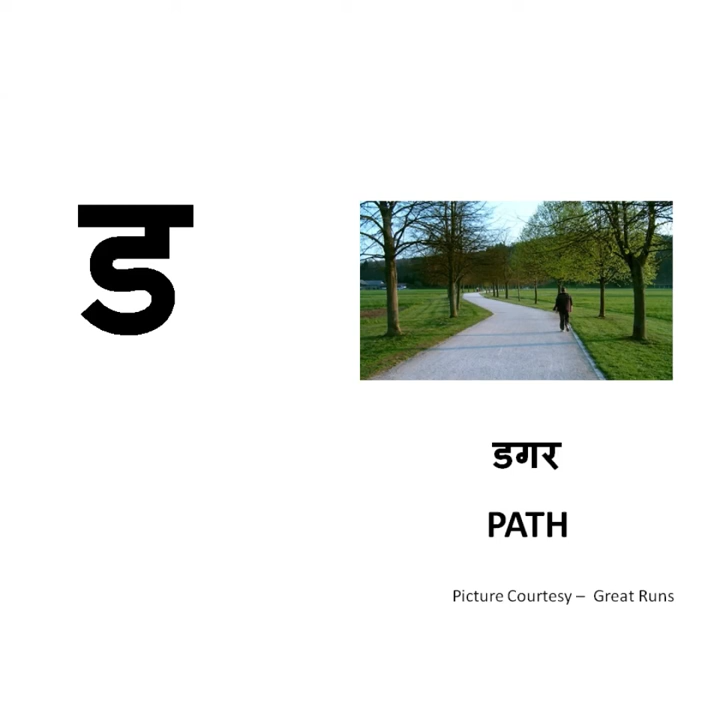 ड
डगर
PATH
Picture Courtesy – Great Runs